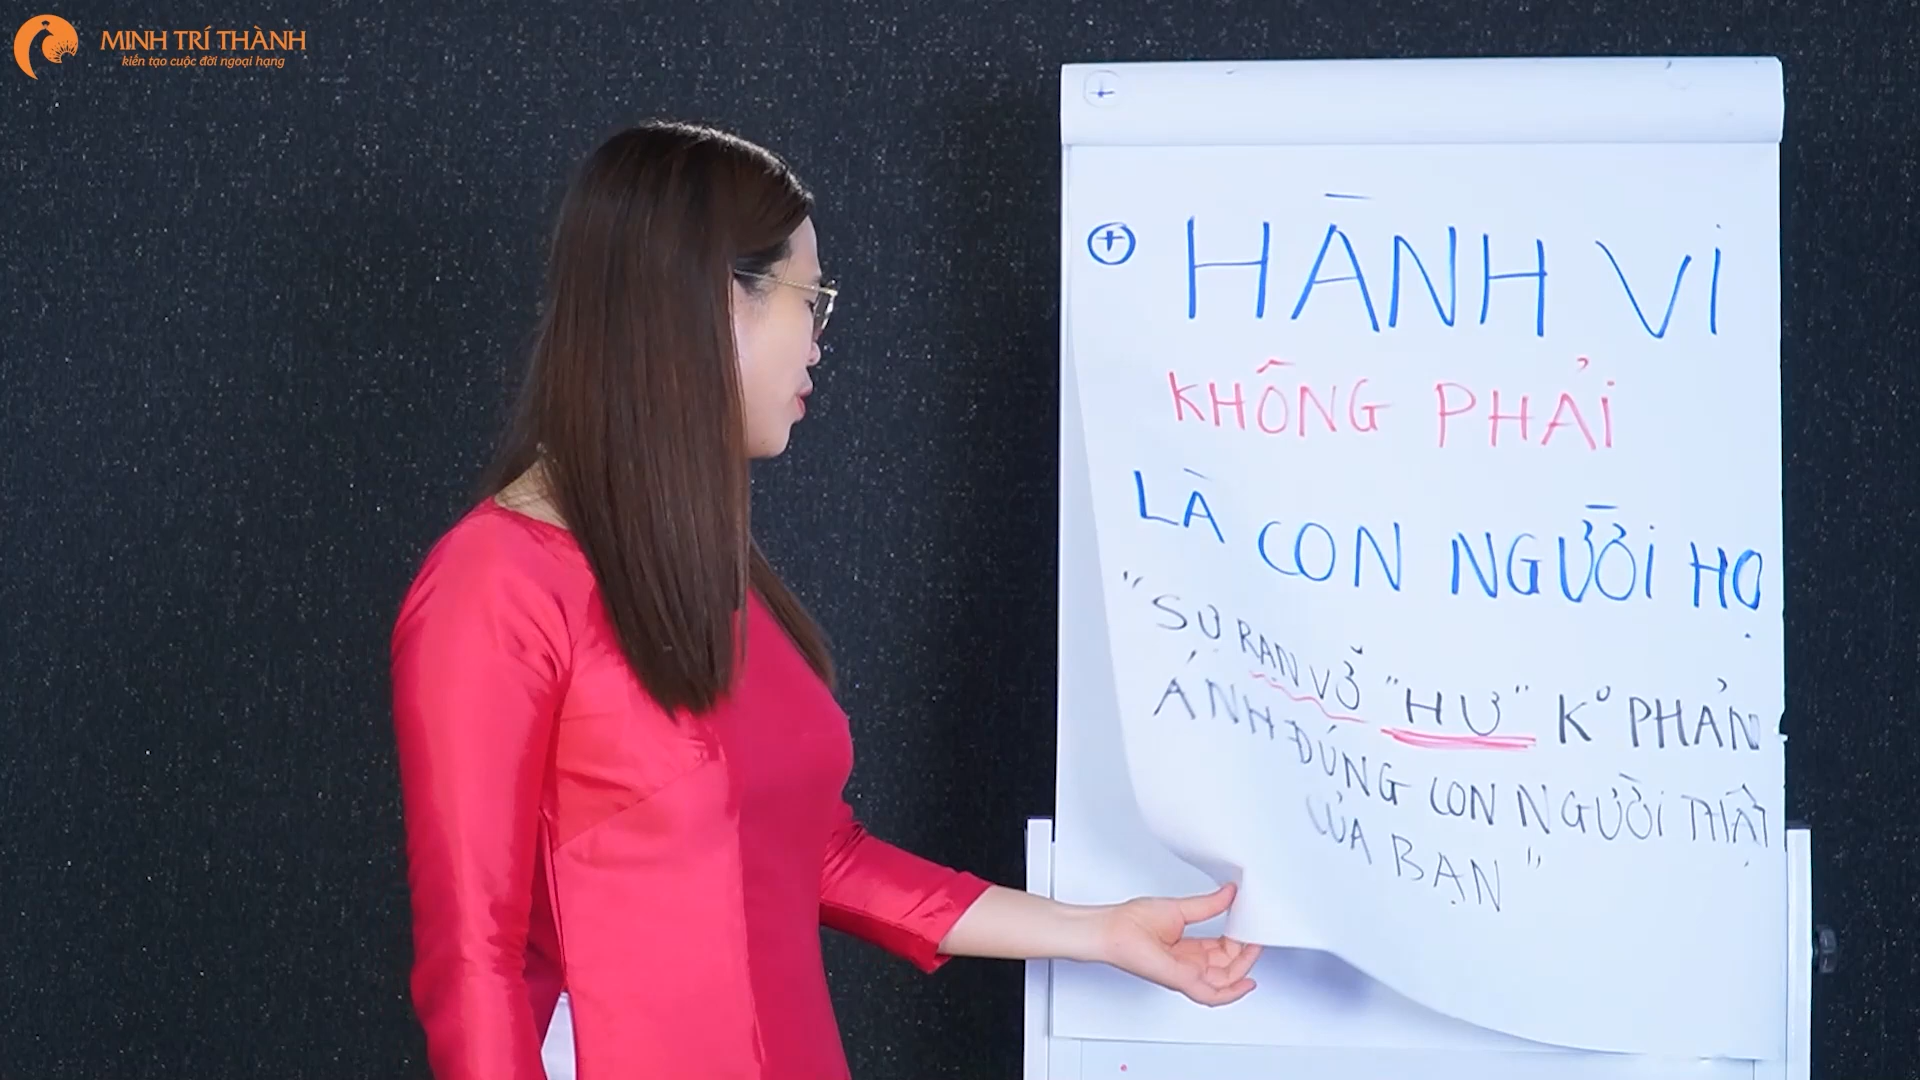 MINH TRÍ THÀNH
kiến tạo cuộc đời ngoại hạng
+
+ HÀNH VI
KHÔNG PHẢI
LÀ CON NGƯỜI HỌ
"SỰ RẠN VỠ "HƯ" K° PHẢN
ÁNH ĐÚNG CON NGƯỜI THẬT
CỦA BẠN"